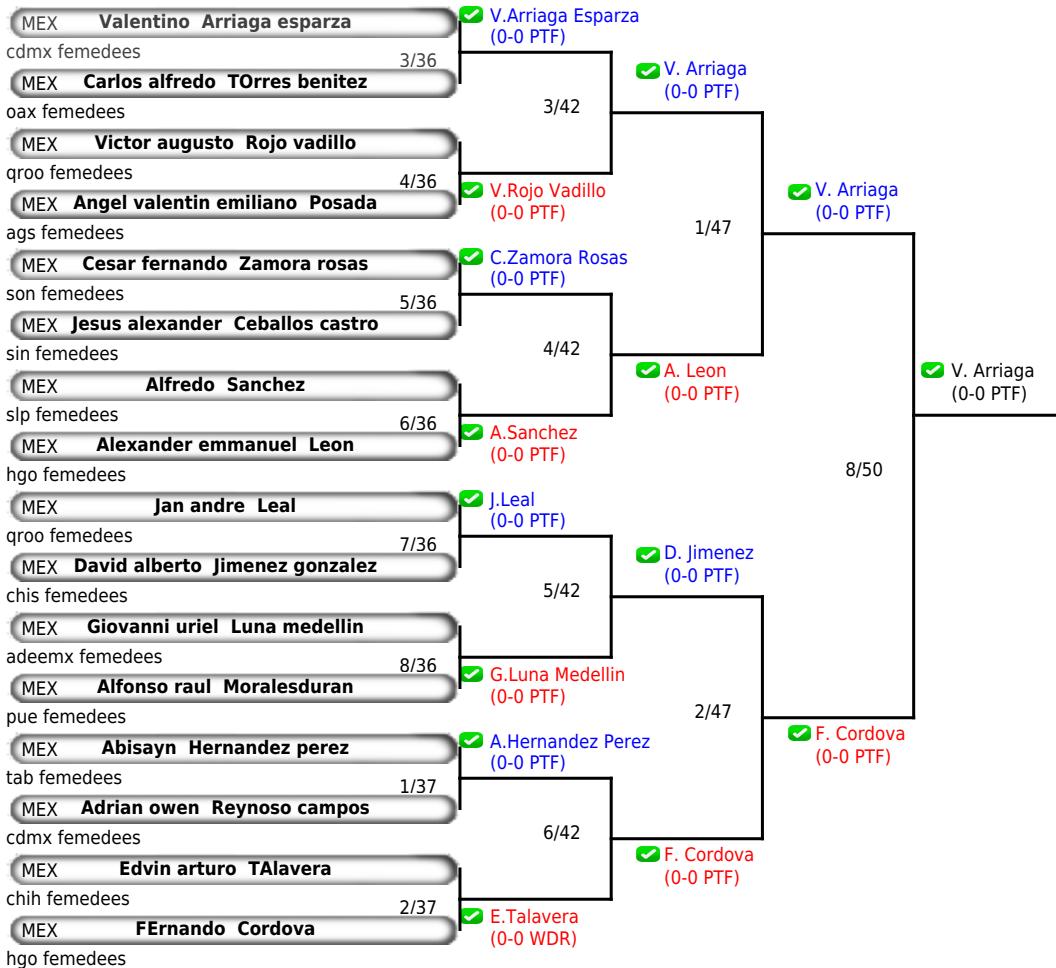 MEX Valentino Arriaga esparza
cdmx femedees
3/36
MEX Carlos alfredo TOrres benitez
oax femedees
MEX Victor augusto Rojo vadillo
qroo femedees
4/36
MEX Angel valentin emiliano Posada
ags femedees
MEX Cesar fernando Zamora rosas
son femedees
5/36
MEX Jesus alexander Ceballos castro
sin femedees
MEX Alfredo Sanchez
slp femedees
6/36
MEX Alexander emmanuel Leon
hgo femedees
MEX Jan andre Leal
qroo femedees
7/36
MEX David alberto Jimenez gonzalez
chis femedees
MEX Giovanni uriel Luna medellin
adeemx femedees
8/36
MEX Alfonso raul Moralesduran
pue femedees
MEX Abisayn Hernandez perez
tab femedees
1/37
MEX Adrian owen Reynoso campos
cdmx femedees
MEX Edvin arturo TAlavera
chih femedees
2/37
MEX FErnando Cordova
hgo femedees
V.Arriaga Esparza
(0-0 PTF)
3/42
V.Rojo Vadillo
(0-0 PTF)
C.Zamora Rosas
(0-0 PTF)
4/42
A.Sanchez
(0-0 PTF)
J.Leal
(0-0 PTF)
5/42
G.Luna Medellin
(0-0 PTF)
A.Hernandez Perez
(0-0 PTF)
6/42
E.Talavera
(0-0 WDR)
V. Arriaga
(0-0 PTF)
1/47
A. Leon
(0-0 PTF)
D. Jimenez
(0-0 PTF)
2/47
F. Cordova
(0-0 PTF)
V. Arriaga
(0-0 PTF)
8/50
F. Cordova
(0-0 PTF)
V. Arriaga
(0-0 PTF)